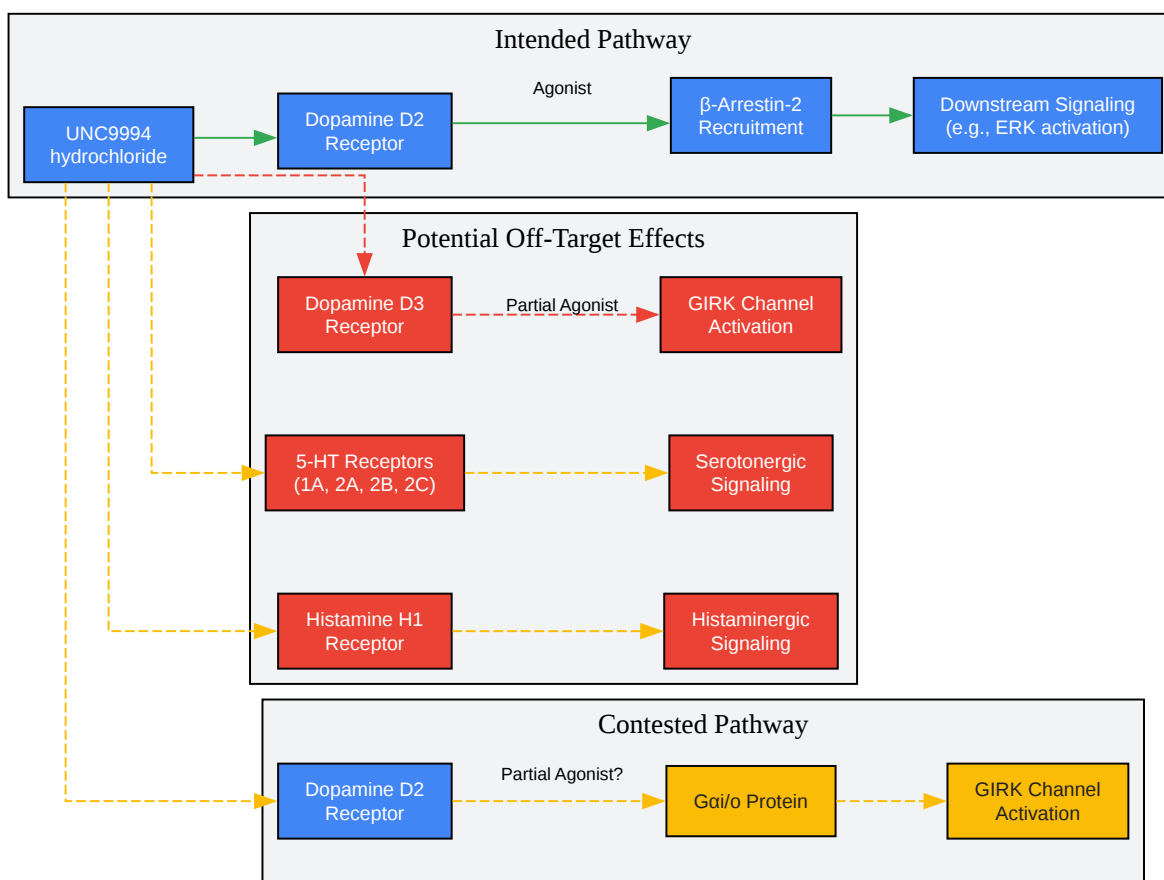 Intended Pathway
UNC9994
hydrochloride
Dopamine D2
Receptor
Agonist
β-Arrestin-2
Recruitment
Downstream Signaling
(e.g., ERK activation)
Potential Off-Target Effects
Dopamine D3
Receptor
Partial Agonist
GIRK Channel
Activation
5-HT Receptors
(1A, 2A, 2B, 2C)
Serotonergic
Signaling
Histamine H1
Receptor
Histaminergic
Signaling
Contested Pathway
Dopamine D2
Receptor
Partial Agonist?
Gαi/o Protein
GIRK Channel
Activation